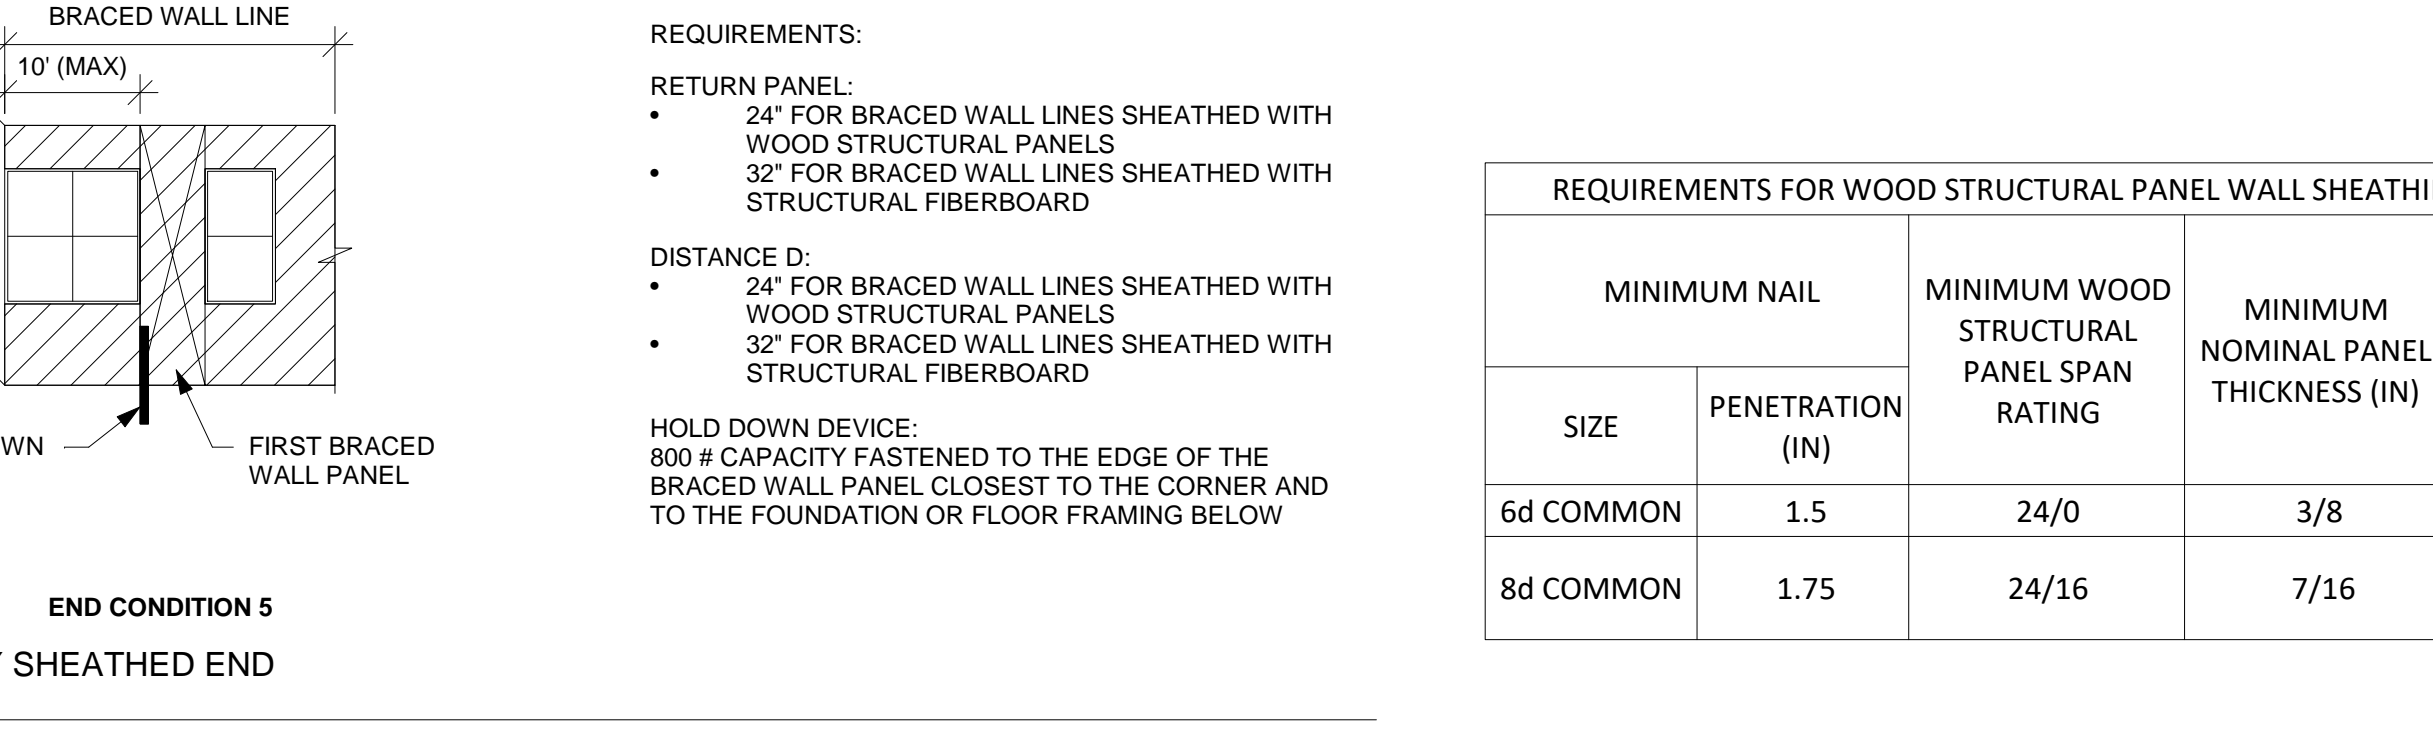 BRACED WALL LINE
10' (MAX)
FIRST BRACED
WALL PANEL
END CONDITION 5
SHEATHED END
REQUIREMENTS:
RETURN PANEL:
• 24" FOR BRACED WALL LINES SHEATHED WITH
WOOD STRUCTURAL PANELS
• 32" FOR BRACED WALL LINES SHEATHED WITH
STRUCTURAL FIBERBOARD
DISTANCE D:
• 24" FOR BRACED WALL LINES SHEATHED WITH
WOOD STRUCTURAL PANELS
• 32" FOR BRACED WALL LINES SHEATHED WITH
STRUCTURAL FIBERBOARD
HOLD DOWN DEVICE:
800 # CAPACITY FASTENED TO THE EDGE OF THE
BRACED WALL PANEL CLOSEST TO THE CORNER AND
TO THE FOUNDATION OR FLOOR FRAMING BELOW
REQUIREMENTS FOR WOOD STRUCTURAL PANEL WALL
MINIMUM NAIL
MINIMUM WOOD
STRUCTURAL
PANEL SPAN
RATING
MINIMUM
NOMINAL PANEL
THICKNESS (IN)
SIZE
PENETRATION
(IN)
6d COMMON 1.5 24/0 3/8
8d COMMON 1.75 24/16 7/16